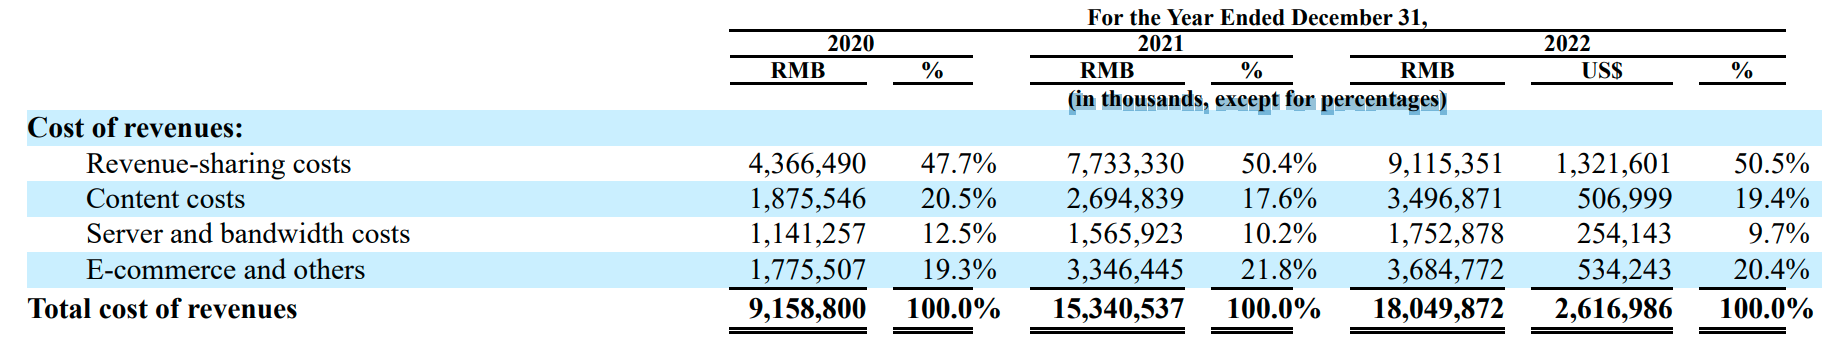 For the Year Ended December 31,
2020 2021 2022
RMB % RMB % RMB US$ %
(in thousands, except for percentages)
Cost of revenues:
Revenue-sharing costs 4,366,490 47.7% 7,733,330 50.4% 9,115,351 1,321,601 50.5%
Content costs 1,875,546 20.5% 2,694,839 17.6% 3,496,871 506,999 19.4%
Server and bandwidth costs 1,141,257 12.5% 1,565,923 10.2% 1,752,878 254,143 9.7%
E-commerce and others 1,775,507 19.3% 3,346,445 21.8% 3,684,772 534,243 20.4%
Total cost of revenues 9,158,800 100.0% 15,340,537 100.0% 18,049,872 2,616,986 100.0%